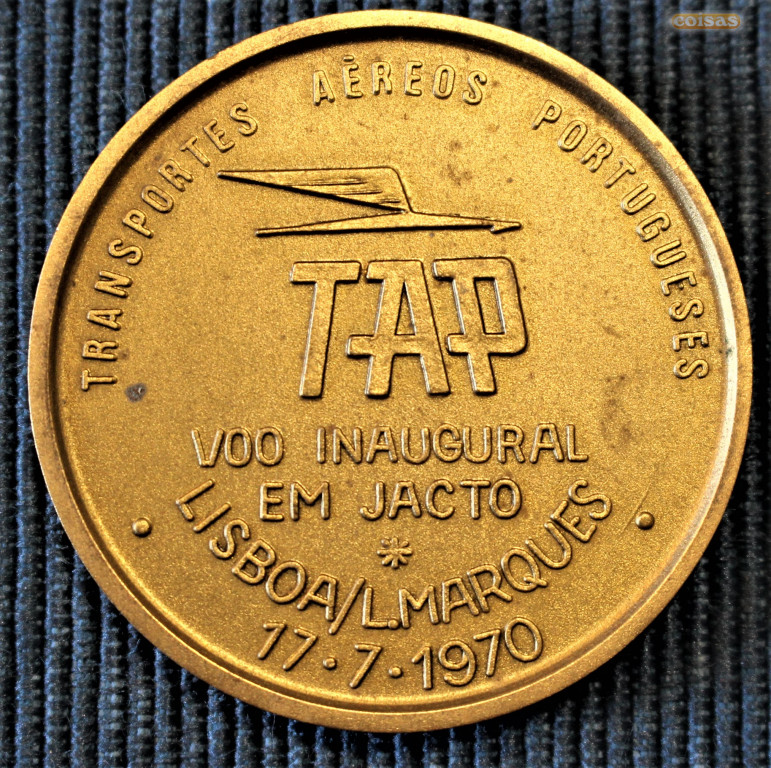 coisas
TRANSPORTES AÉREOS PORTUGUESES
TAP
VOO INAUGURAL
EM JACTO
*
LISBOA/L.MARQUES
17·7·1970